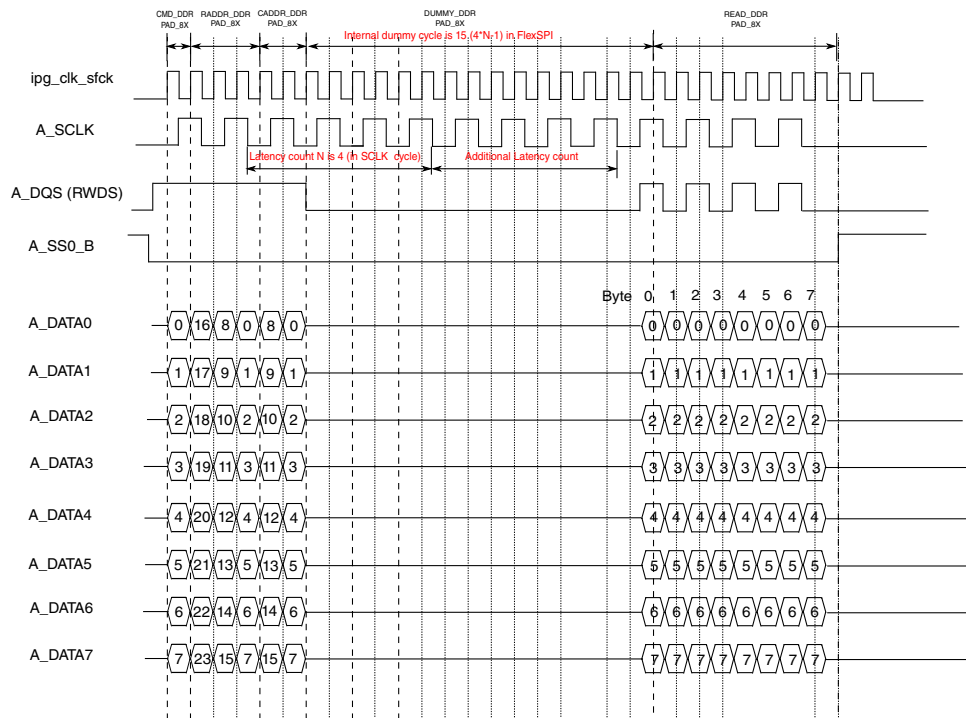 CMD_DDR RADDR_DDR CADDR_DDR DUMMY_DDR READ_DDR
PAD_8X PAD_8X PAD_8X PAD_8X PAD_8X
Internal dummy cycle is 15 (4*N-1) in FlexSPI
ipg_clk_sfck
A_SCLK
Latency count N is 4 (in SCLK cycle) Additional Latency count
A_DQS (RWDS)
A_SS0_B
Byte 0 1 2 3 4 5 6 7
A_DATA0 0 16 8 0 8 0 0 0 0 0 0 0 0 0
A_DATA1 1 17 9 1 9 1 1 1 1 1 1 1 1 1
A_DATA2 2 18 10 2 10 2 2 2 2 2 2 2 2 2
A_DATA3 3 19 11 3 11 3 3 3 3 3 3 3 3 3
A_DATA4 4 20 12 4 12 4 4 4 4 4 4 4 4 4
A_DATA5 5 21 13 5 13 5 5 5 5 5 5 5 5 5
A_DATA6 6 22 14 6 14 6 6 6 6 6 6 6 6 6
A_DATA7 7 23 15 7 15 7 7 7 7 7 7 7 7 7